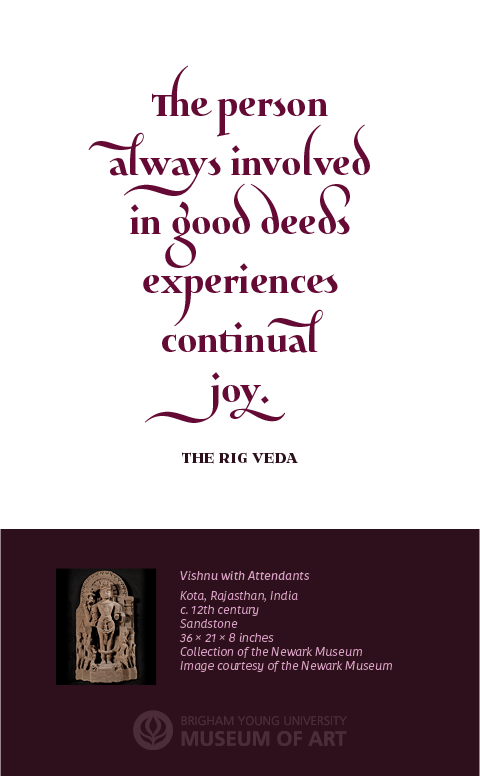 The person
always involved
in good deeds
experiences
continual
joy.
THE RIG VEDA
Vishnu with Attendants
Kota, Rajasthan, India
c. 12th century
Sandstone
36 × 21 × 8 inches
Collection of the Newark Museum
Image courtesy of the Newark Museum
BRIGHAM YOUNG UNIVERSITY
MUSEUM OF ART